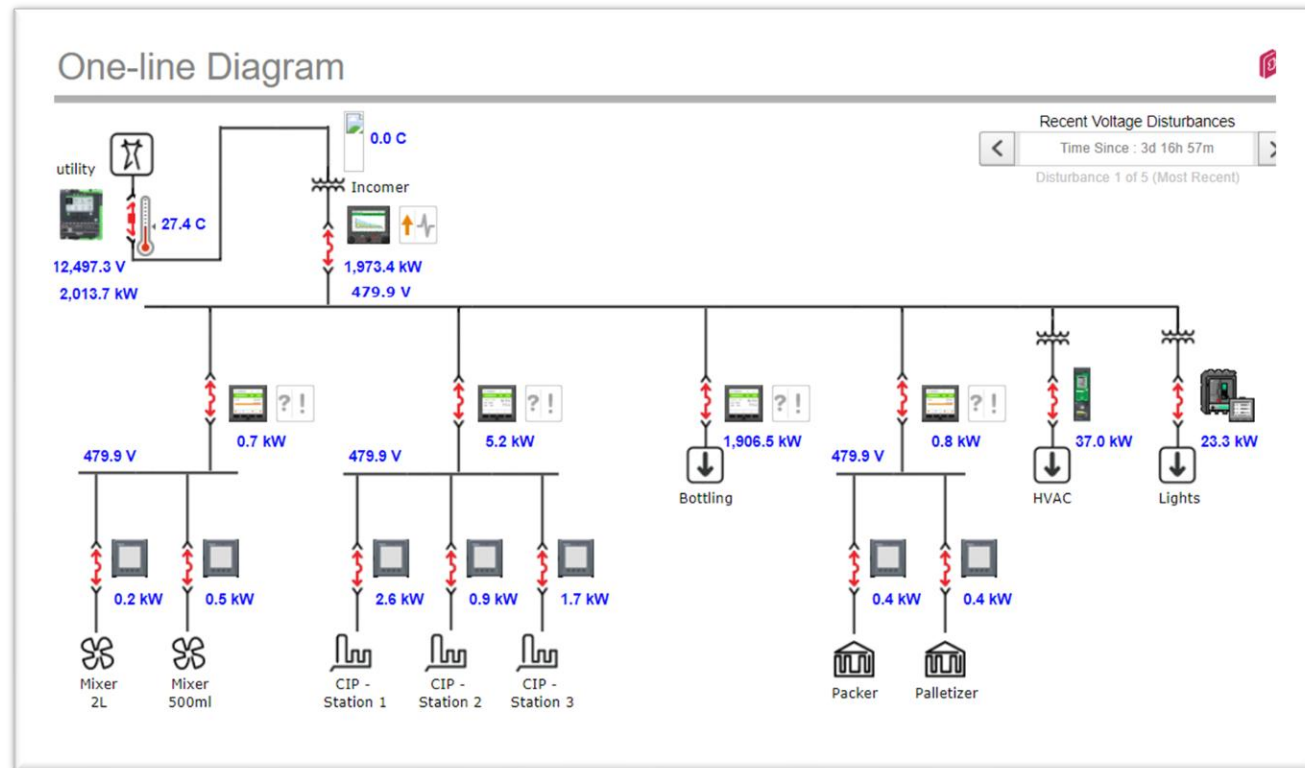 One-line Diagram
Recent Voltage Disturbances
Time Since : 3d 16h 57m
Disturbance 1 of 5 (Most Recent)
0.0 C
utility
Incomer
27.4 C
12,497.3 V
1,973.4 kW
2,013.7 kW
479.9 V
? !
? !
? !
? !
0.7 kW
5.2 kW
1,906.5 kW
0.8 kW
37.0 kW
23.3 kW
479.9 V
479.9 V
479.9 V
Bottling
HVAC
Lights
0.2 kW
0.5 kW
2.6 kW
0.9 kW
1.7 kW
0.4 kW
0.4 kW
Mixer
2L
Mixer
500ml
CIP -
Station 1
CIP -
Station 2
CIP -
Station 3
Packer
Palletizer